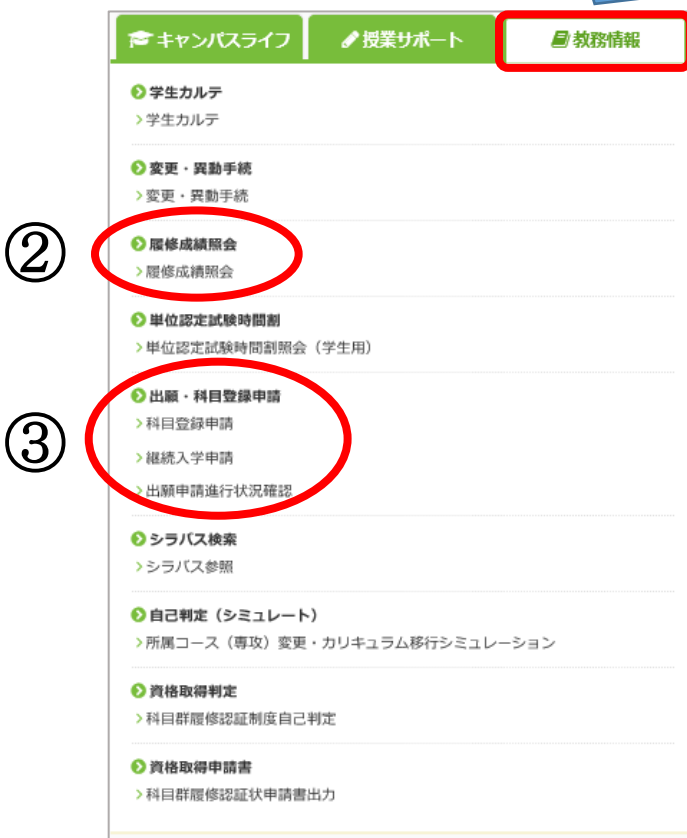 キャンパスライフ 授業サポート 教務情報
学生カルテ
学生カルテ
変更・異動手続
変更・異動手続
②
履修成績照会
履修成績照会
単位認定試験時間割
単位認定試験時間割照会（学生用）
③
出願・科目登録申請
科目登録申請
継続入学申請
出願申請進行状況確認
シラバス検索
シラバス参照
自己判定（シミュレート）
所属コース（専攻）変更・カリキュラム移行シミュレーション
資格取得判定
科目群履修認証制度自己判定
資格取得申請書
科目群履修認証状申請書出力